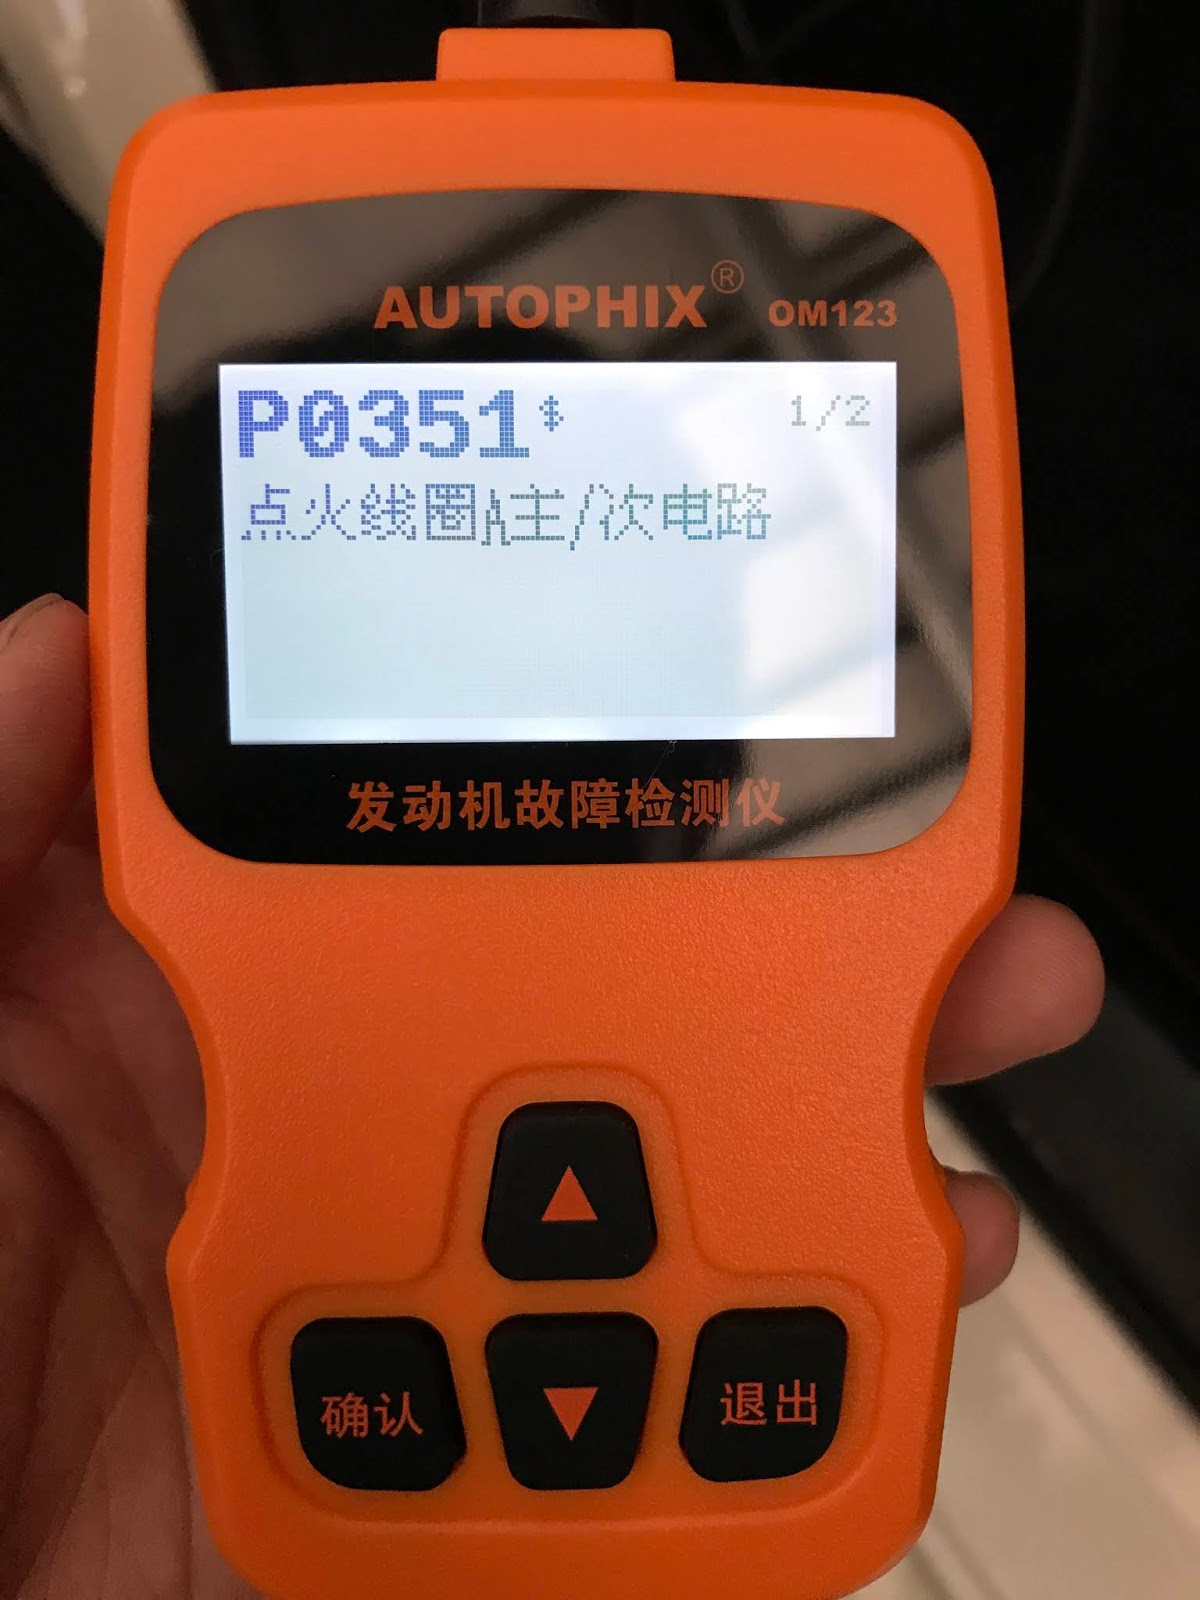 AUTOPHIX® OM123
P0351 1/2
点火线圈A主/次电路
发动机故障检测仪
▲
确认 ▼ 退出